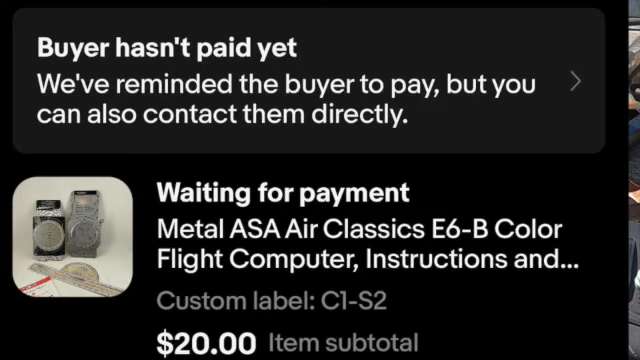 Buyer hasn't paid yet
We've reminded the buyer to pay, but you
can also contact them directly.
Waiting for payment
Metal ASA Air Classics E6-B Color
Flight Computer, Instructions and...
Custom label: C1-S2
$20.00 Item subtotal